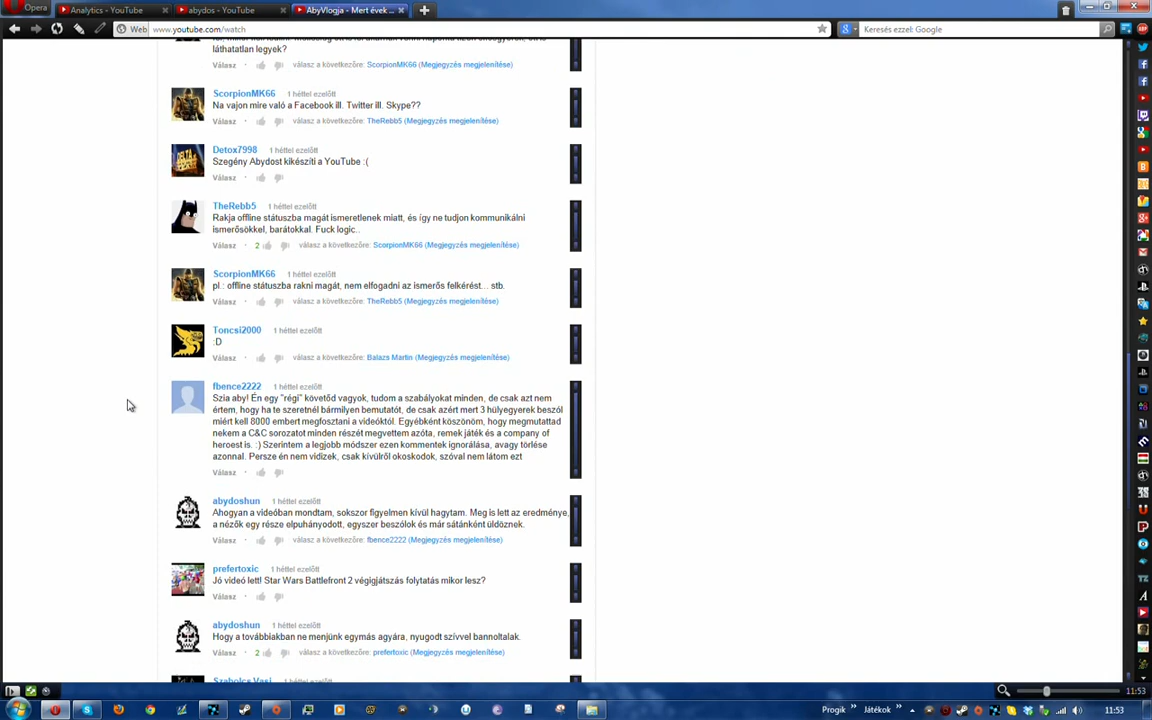 Opera
Analytics - YouTube
abydos - YouTube
AbyVlogja - Mert évek ...
Web
www.youtube.com/watch
Keresés ezzel: Google
láthatatlan legyek?
Válasz · válasz a következőre: ScorpionMK66 (Megjegyzés megjelenítése)
ScorpionMK66 1 héttel ezelőtt
Na vajon mire való a Facebook ill. Twitter ill. Skype??
Válasz · válasz a következőre: TheRebb5 (Megjegyzés megjelenítése)
Detox7998 1 héttel ezelőtt
Szegény Abydost kikészíti a YouTube :(
Válasz ·
TheRebb5 1 héttel ezelőtt
Rakja offline státuszba magát ismeretlenek miatt, és így ne tudjon kommunikálni
ismerősökkel, barátokkal. Fuck logic..
Válasz · 2 válasz a következőre: ScorpionMK66 (Megjegyzés megjelenítése)
ScorpionMK66 1 héttel ezelőtt
pl.: offline státuszba rakni magát, nem elfogadni az ismerős felkérést... stb.
Válasz · válasz a következőre: TheRebb5 (Megjegyzés megjelenítése)
Toncsi2000 1 héttel ezelőtt
:D
Válasz · válasz a következőre: Balázs Martin (Megjegyzés megjelenítése)
fbence2222 1 héttel ezelőtt
Szia aby! Én egy "régi" követőd vagyok, tudom a szabályokat minden, de csak azt nem
értem, hogy ha te szeretnél bármilyen bemutatót, de csak azért mert 3 hülyegyerek beszól
miért kell 8000 embert megfosztani a videóktól. Egyébként köszönöm, hogy megmutattad
nekem a C&C sorozatot minden részét megvettem azóta, remek játék és a company of
heroest is. :) Szerintem a legjobb módszer ezen kommentek ignorálása, avagy törlése
azonnal. Persze én nem vidizek, csak kívülről okoskodok, szóval nem látom ezt
Válasz ·
abydoshun 1 héttel ezelőtt
Ahogyan a videóban mondtam, sokszor figyelmen kívül hagytam. Meg is lett az eredménye,
a nézők egy része elpuhányodott, egyszer beszólok és már sátánként üldöznek.
Válasz · válasz a következőre: fbence2222 (Megjegyzés megjelenítése)
prefertoxic 1 héttel ezelőtt
Jó videó lett! Star Wars Battlefront 2 végigjátszás folytatás mikor lesz?
Válasz ·
abydoshun 1 héttel ezelőtt
Hogy a továbbiakban ne menjünk egymás agyára, nyugodt szívvel bannoltalak.
Válasz · 2 válasz a következőre: prefertoxic (Megjegyzés megjelenítése)
Szabolcs Vasi 1 héttel ezelőtt
11:53
Progik » Játékok » 11:53